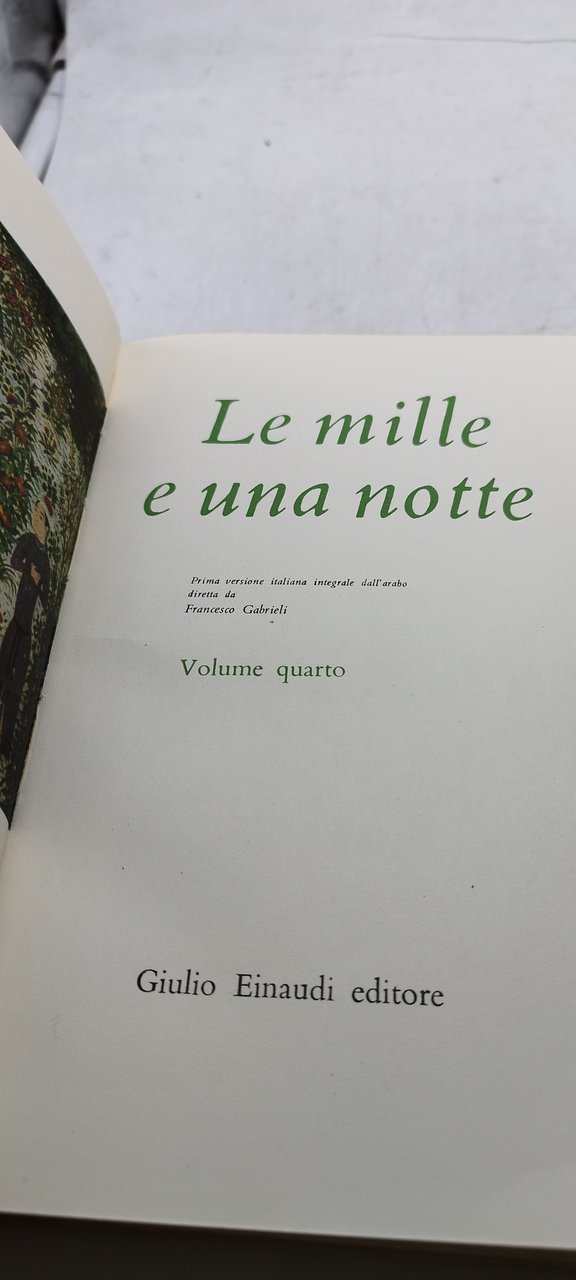 Le mille
e una notte
Prima versione italiana integrale dall'arabo
diretta da
Francesco Gabrieli
Volume quarto
Giulio Einaudi editore